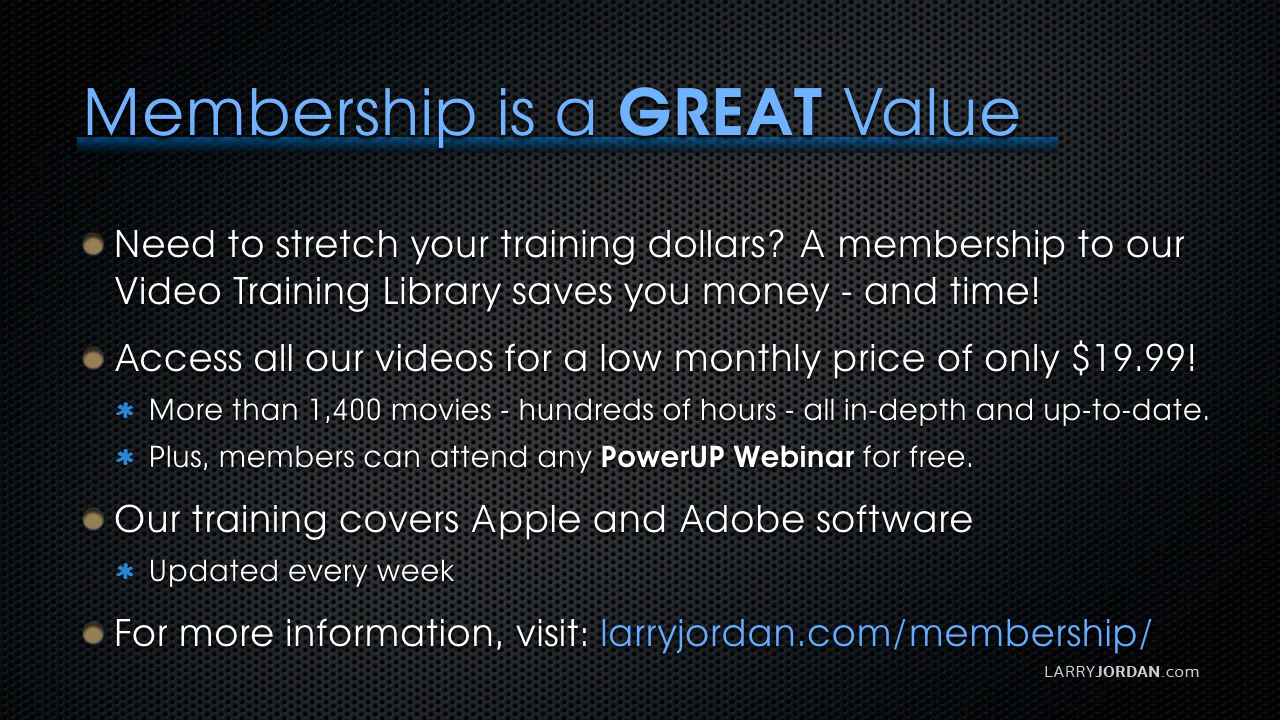 Membership is a GREAT Value
Need to stretch your training dollars? A membership to our
Video Training Library saves you money - and time!
Access all our videos for a low monthly price of only $19.99!
More than 1,400 movies - hundreds of hours - all in-depth and up-to-date.
Plus, members can attend any PowerUP Webinar for free.
Our training covers Apple and Adobe software
Updated every week
For more information, visit: larryjordan.com/membership/
LARRYJORDAN.com